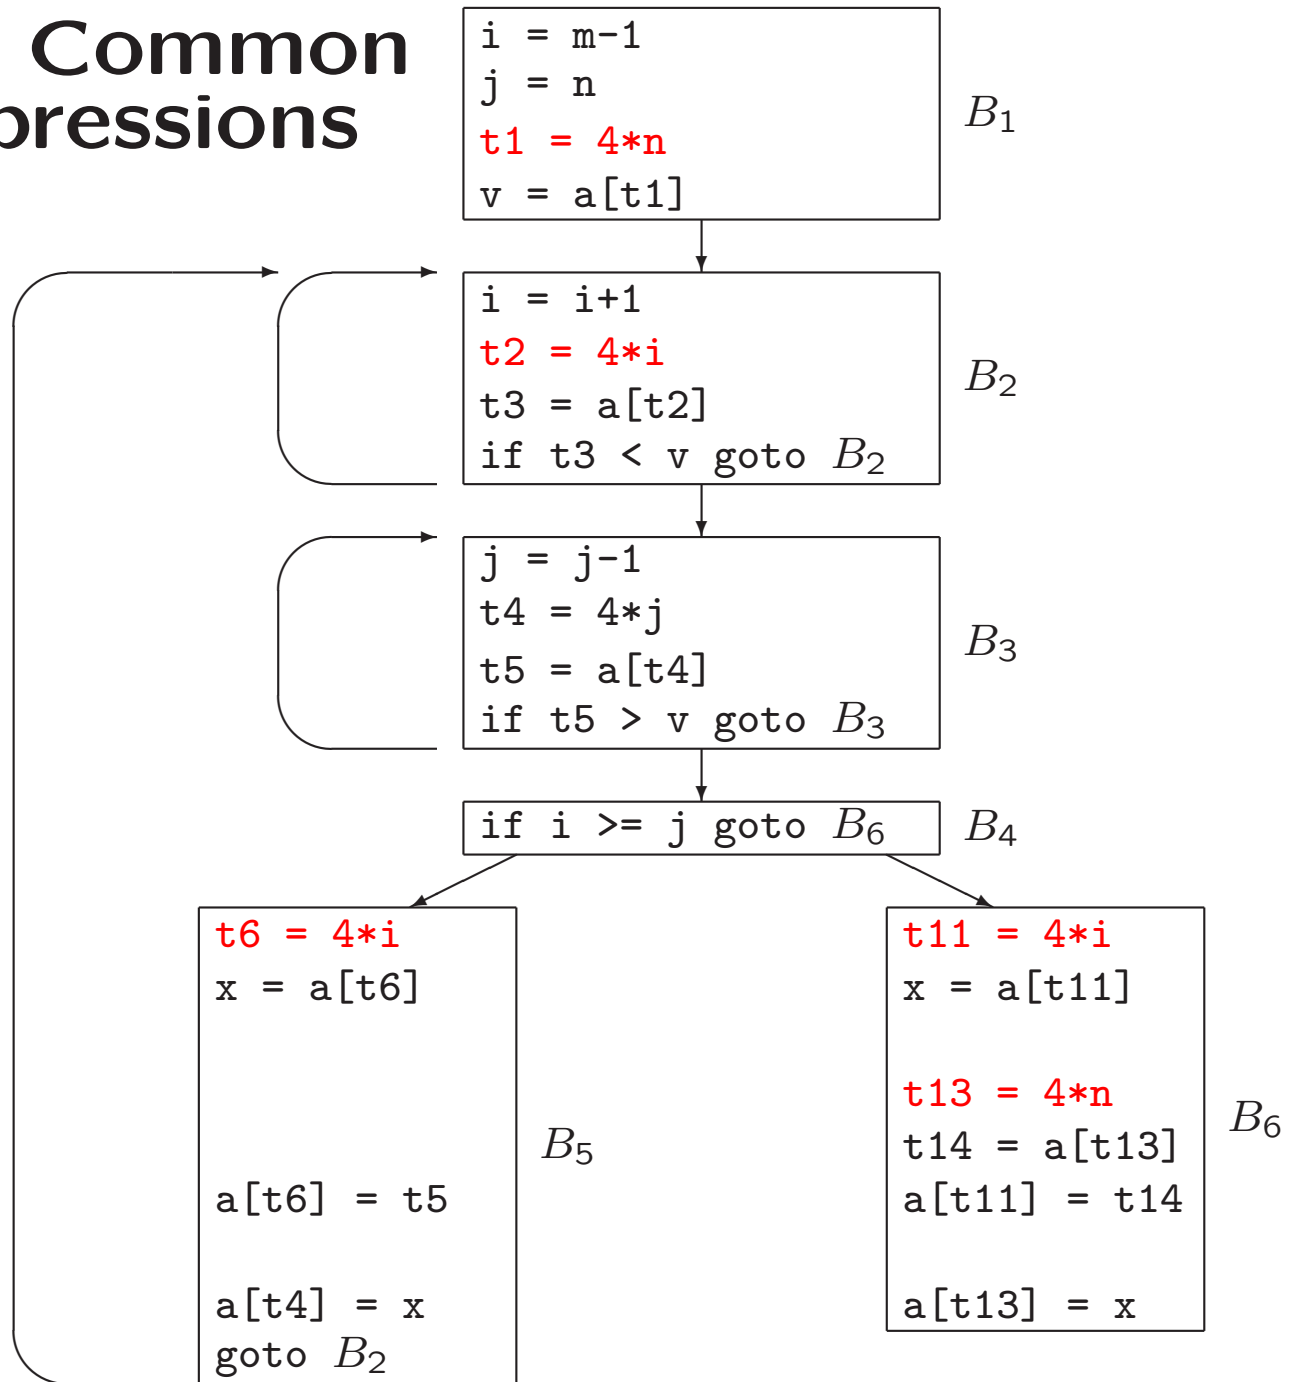 Common
pressions
i = m-1
j = n
t1 = 4*n
v = a[t1]
B1
i = i+1
t2 = 4*i
t3 = a[t2]
if t3 < v goto B2
B2
j = j-1
t4 = 4*j
t5 = a[t4]
if t5 > v goto B3
B3
if i >= j goto B6
B4
t6 = 4*i
x = a[t6]
a[t6] = t5
a[t4] = x
goto B2
B5
t11 = 4*i
x = a[t11]
t13 = 4*n
t14 = a[t13]
a[t11] = t14
a[t13] = x
B6